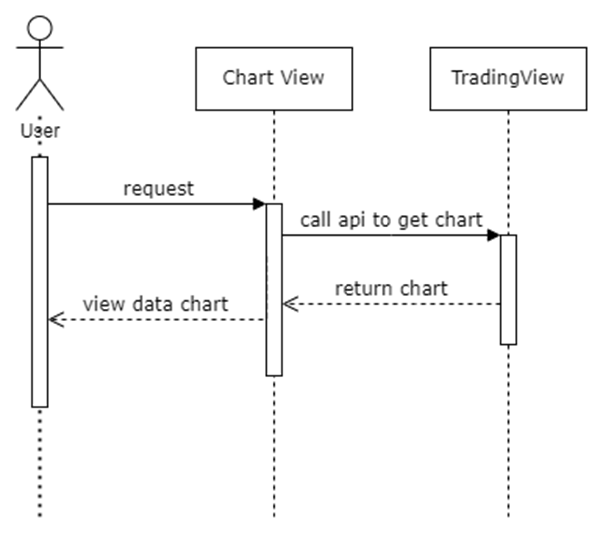 Chart View
TradingView
User
request
call api to get chart
return chart
view data chart